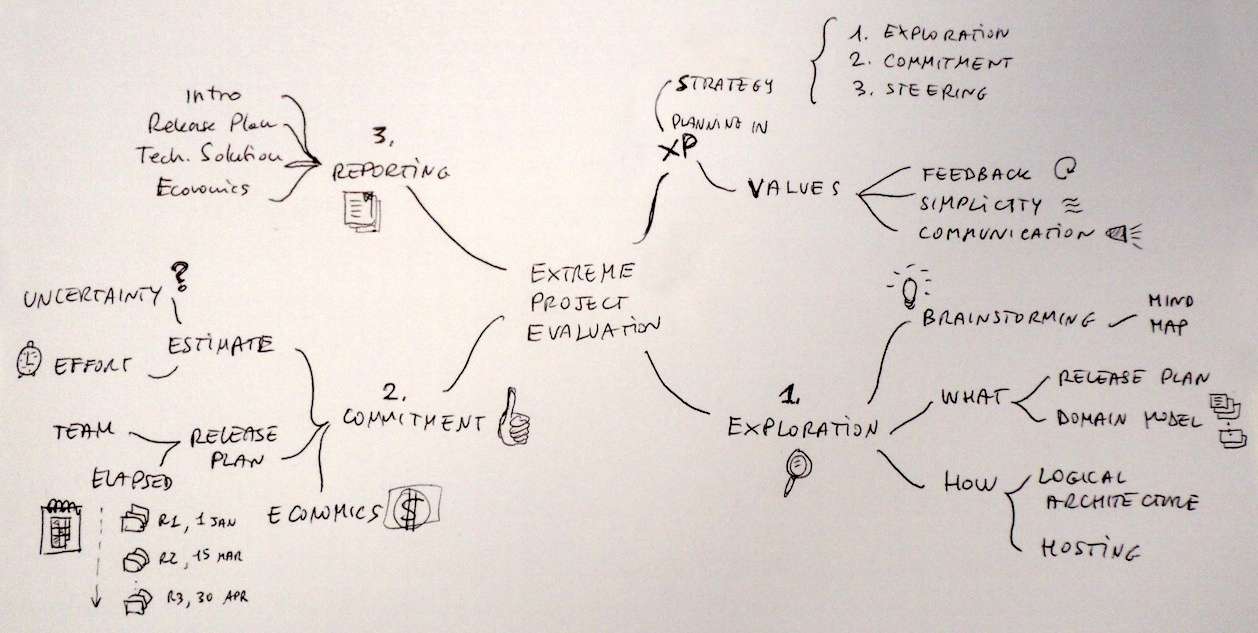 EXTREME
PROJECT
EVALUATION
PLANNING IN
XP
STRATEGY
1. EXPLORATION
2. COMMITMENT
3. STEERING
VALUES
FEEDBACK
SIMPLICITY
COMMUNICATION
1.
EXPLORATION
BRAINSTORMING
MIND
MAP
WHAT
RELEASE PLAN
DOMAIN MODEL
HOW
LOGICAL
ARCHITECTURE
HOSTING
2.
COMMITMENT
ESTIMATE
UNCERTAINTY ?
EFFORT
RELEASE
PLAN
TEAM
ELAPSED
R1, 1 JAN
R2, 15 MAR
R3, 30 APR
ECONOMICS $
3.
REPORTING
Intro
Release Plan
Tech. Solution
Economics